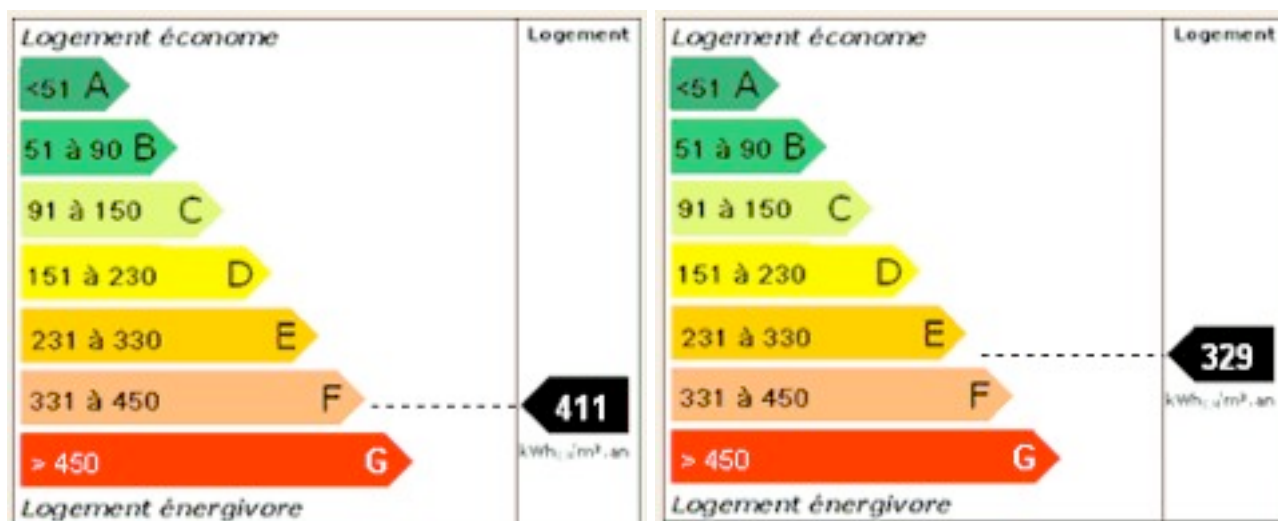 Logement économe
Logement
<51 A
51 à 90 B
91 à 150 C
151 à 230 D
231 à 330 E
331 à 450 F
411
> 450 G
Logement énergivore
Logement économe
Logement
<51 A
51 à 90 B
91 à 150 C
151 à 230 D
231 à 330 E
329
331 à 450 F
> 450 G
Logement énergivore